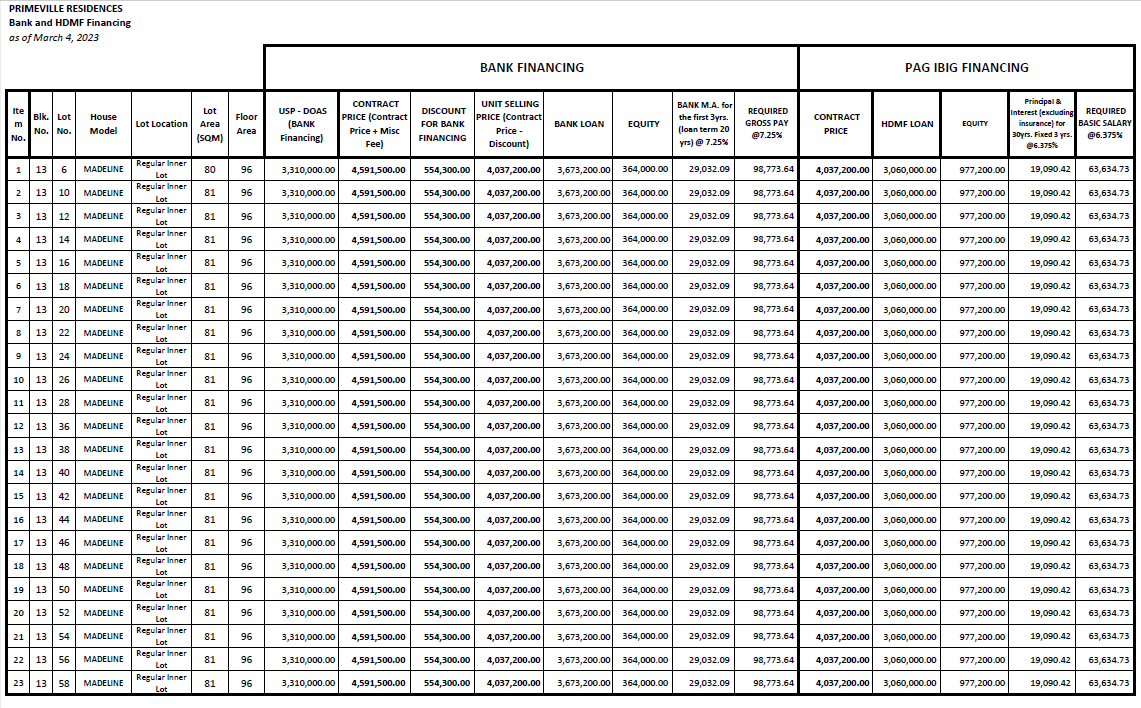 PRIMEVILLE RESIDENCES
Bank and HDMF Financing
as of March 4, 2023
BANK FINANCING PAG IBIG FINANCING
Ite m No. Blk. No. Lot No. House Model Lot Location Lot Area (SQM) Floor Area USP - DOAS (BANK Financing) CONTRACT PRICE (Contract Price + Misc Fee) DISCOUNT FOR BANK FINANCING UNIT SELLING PRICE (Contract Price - Discount) BANK LOAN EQUITY BANK M.A. for the first 3yrs. (loan term 20 yrs) @ 7.25% REQUIRED GROSS PAY @7.25% CONTRACT PRICE HDMF LOAN EQUITY Principal & Interest (excluding insurance) for 30yrs. Fixed 3 yrs. @6.375% REQUIRED BASIC SALARY @6.375%
1 13 6 MADELINE Regular Inner Lot 80 96 3,310,000.00 4,591,500.00 554,300.00 4,037,200.00 3,673,200.00 364,000.00 29,032.09 98,773.64 4,037,200.00 3,060,000.00 977,200.00 19,090.42 63,634.73
2 13 10 MADELINE Regular Inner Lot 81 96 3,310,000.00 4,591,500.00 554,300.00 4,037,200.00 3,673,200.00 364,000.00 29,032.09 98,773.64 4,037,200.00 3,060,000.00 977,200.00 19,090.42 63,634.73
3 13 12 MADELINE Regular Inner Lot 81 96 3,310,000.00 4,591,500.00 554,300.00 4,037,200.00 3,673,200.00 364,000.00 29,032.09 98,773.64 4,037,200.00 3,060,000.00 977,200.00 19,090.42 63,634.73
4 13 14 MADELINE Regular Inner Lot 81 96 3,310,000.00 4,591,500.00 554,300.00 4,037,200.00 3,673,200.00 364,000.00 29,032.09 98,773.64 4,037,200.00 3,060,000.00 977,200.00 19,090.42 63,634.73
5 13 16 MADELINE Regular Inner Lot 81 96 3,310,000.00 4,591,500.00 554,300.00 4,037,200.00 3,673,200.00 364,000.00 29,032.09 98,773.64 4,037,200.00 3,060,000.00 977,200.00 19,090.42 63,634.73
6 13 18 MADELINE Regular Inner Lot 81 96 3,310,000.00 4,591,500.00 554,300.00 4,037,200.00 3,673,200.00 364,000.00 29,032.09 98,773.64 4,037,200.00 3,060,000.00 977,200.00 19,090.42 63,634.73
7 13 20 MADELINE Regular Inner Lot 81 96 3,310,000.00 4,591,500.00 554,300.00 4,037,200.00 3,673,200.00 364,000.00 29,032.09 98,773.64 4,037,200.00 3,060,000.00 977,200.00 19,090.42 63,634.73
8 13 22 MADELINE Regular Inner Lot 81 96 3,310,000.00 4,591,500.00 554,300.00 4,037,200.00 3,673,200.00 364,000.00 29,032.09 98,773.64 4,037,200.00 3,060,000.00 977,200.00 19,090.42 63,634.73
9 13 24 MADELINE Regular Inner Lot 81 96 3,310,000.00 4,591,500.00 554,300.00 4,037,200.00 3,673,200.00 364,000.00 29,032.09 98,773.64 4,037,200.00 3,060,000.00 977,200.00 19,090.42 63,634.73
10 13 26 MADELINE Regular Inner Lot 81 96 3,310,000.00 4,591,500.00 554,300.00 4,037,200.00 3,673,200.00 364,000.00 29,032.09 98,773.64 4,037,200.00 3,060,000.00 977,200.00 19,090.42 63,634.73
11 13 28 MADELINE Regular Inner Lot 81 96 3,310,000.00 4,591,500.00 554,300.00 4,037,200.00 3,673,200.00 364,000.00 29,032.09 98,773.64 4,037,200.00 3,060,000.00 977,200.00 19,090.42 63,634.73
12 13 36 MADELINE Regular Inner Lot 81 96 3,310,000.00 4,591,500.00 554,300.00 4,037,200.00 3,673,200.00 364,000.00 29,032.09 98,773.64 4,037,200.00 3,060,000.00 977,200.00 19,090.42 63,634.73
13 13 38 MADELINE Regular Inner Lot 81 96 3,310,000.00 4,591,500.00 554,300.00 4,037,200.00 3,673,200.00 364,000.00 29,032.09 98,773.64 4,037,200.00 3,060,000.00 977,200.00 19,090.42 63,634.73
14 13 40 MADELINE Regular Inner Lot 81 96 3,310,000.00 4,591,500.00 554,300.00 4,037,200.00 3,673,200.00 364,000.00 29,032.09 98,773.64 4,037,200.00 3,060,000.00 977,200.00 19,090.42 63,634.73
15 13 42 MADELINE Regular Inner Lot 81 96 3,310,000.00 4,591,500.00 554,300.00 4,037,200.00 3,673,200.00 364,000.00 29,032.09 98,773.64 4,037,200.00 3,060,000.00 977,200.00 19,090.42 63,634.73
16 13 44 MADELINE Regular Inner Lot 81 96 3,310,000.00 4,591,500.00 554,300.00 4,037,200.00 3,673,200.00 364,000.00 29,032.09 98,773.64 4,037,200.00 3,060,000.00 977,200.00 19,090.42 63,634.73
17 13 46 MADELINE Regular Inner Lot 81 96 3,310,000.00 4,591,500.00 554,300.00 4,037,200.00 3,673,200.00 364,000.00 29,032.09 98,773.64 4,037,200.00 3,060,000.00 977,200.00 19,090.42 63,634.73
18 13 48 MADELINE Regular Inner Lot 81 96 3,310,000.00 4,591,500.00 554,300.00 4,037,200.00 3,673,200.00 364,000.00 29,032.09 98,773.64 4,037,200.00 3,060,000.00 977,200.00 19,090.42 63,634.73
19 13 50 MADELINE Regular Inner Lot 81 96 3,310,000.00 4,591,500.00 554,300.00 4,037,200.00 3,673,200.00 364,000.00 29,032.09 98,773.64 4,037,200.00 3,060,000.00 977,200.00 19,090.42 63,634.73
20 13 52 MADELINE Regular Inner Lot 81 96 3,310,000.00 4,591,500.00 554,300.00 4,037,200.00 3,673,200.00 364,000.00 29,032.09 98,773.64 4,037,200.00 3,060,000.00 977,200.00 19,090.42 63,634.73
21 13 54 MADELINE Regular Inner Lot 81 96 3,310,000.00 4,591,500.00 554,300.00 4,037,200.00 3,673,200.00 364,000.00 29,032.09 98,773.64 4,037,200.00 3,060,000.00 977,200.00 19,090.42 63,634.73
22 13 56 MADELINE Regular Inner Lot 81 96 3,310,000.00 4,591,500.00 554,300.00 4,037,200.00 3,673,200.00 364,000.00 29,032.09 98,773.64 4,037,200.00 3,060,000.00 977,200.00 19,090.42 63,634.73
23 13 58 MADELINE Regular Inner Lot 81 96 3,310,000.00 4,591,500.00 554,300.00 4,037,200.00 3,673,200.00 364,000.00 29,032.09 98,773.64 4,037,200.00 3,060,000.00 977,200.00 19,090.42 63,634.73